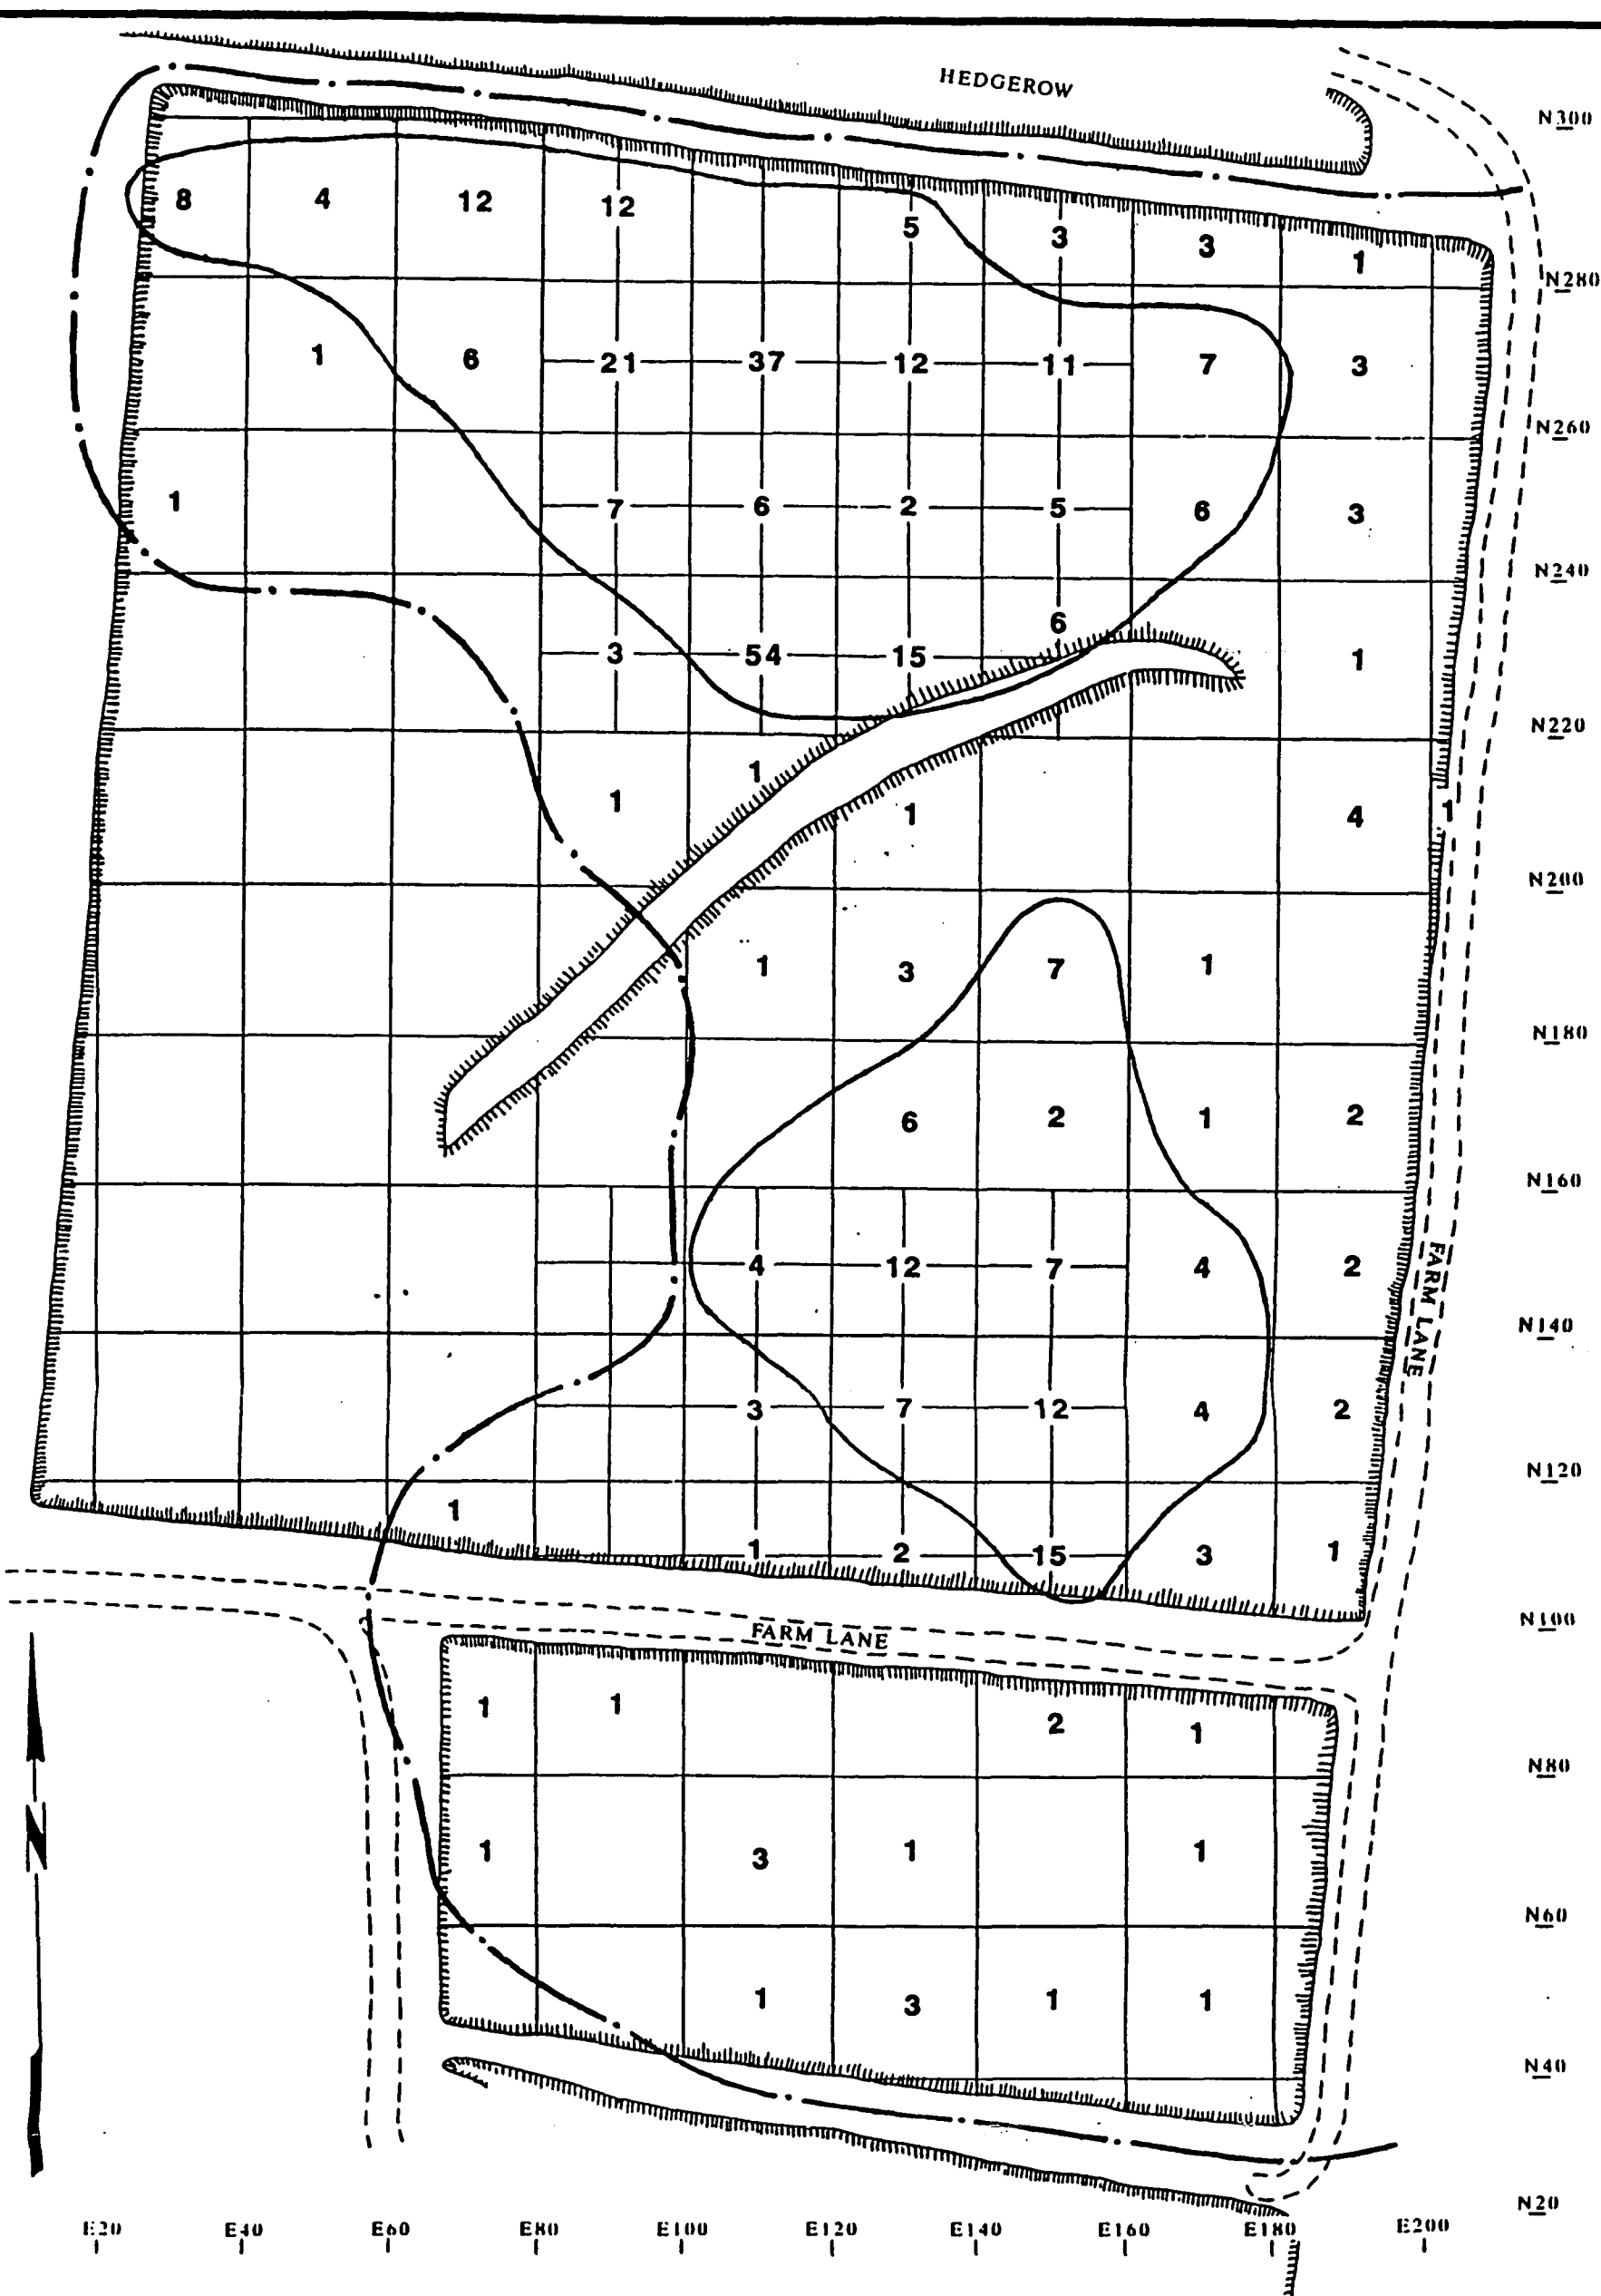 HEDGEROW
N300
8 4 12 12 5 3 3 1
N280
1 6 21 37 12 11 7 3
N260
1 7 6 2 5 6 3
N240
6
3 54 15 1
N220
1
1 1 4 1
N200
1 3 7 1
N180
6 2 1 2
N160
4 12 7 4 2
FARM LANE
N140
3 7 12 4 2
N120
1
1 2 15 3 1
N100
FARM LANE
1 1 2 1
N80
1 3 1 1
N60
1 3 1 1
N40
N
N20
E20 E40 E60 E80 E100 E120 E140 E160 E180 E200